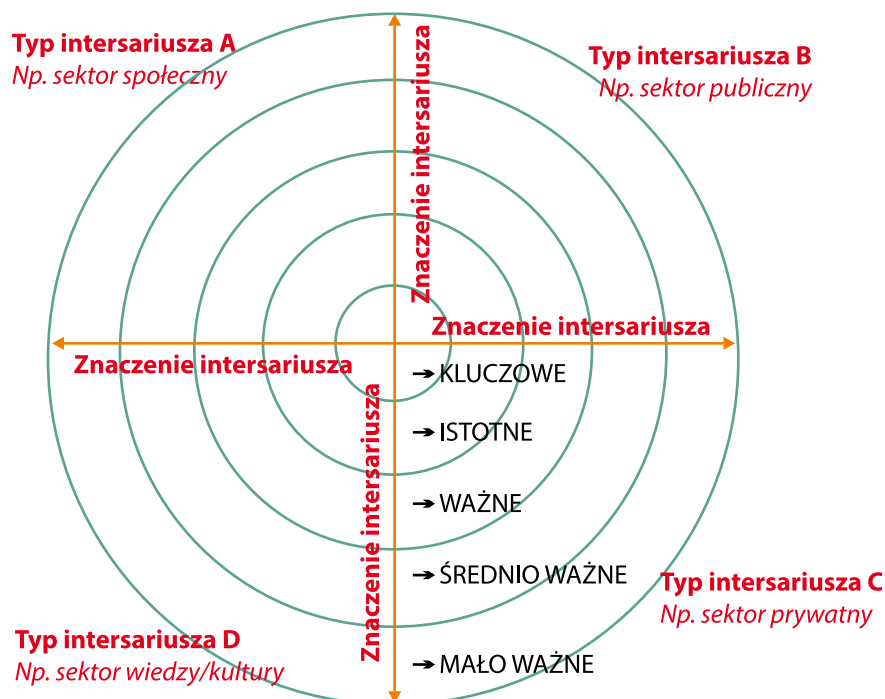 Typ intersariusza A
Np. sektor społeczny
Typ intersariusza B
Np. sektor publiczny
Znaczenie intersariusza
Znaczenie intersariusza
Znaczenie intersariusza
Znaczenie intersariusza
→ KLUCZOWE
→ ISTOTNE
→ WAŻNE
→ ŚREDNIO WAŻNE
→ MAŁO WAŻNE
Typ intersariusza C
Np. sektor prywatny
Typ intersariusza D
Np. sektor wiedzy/kultury